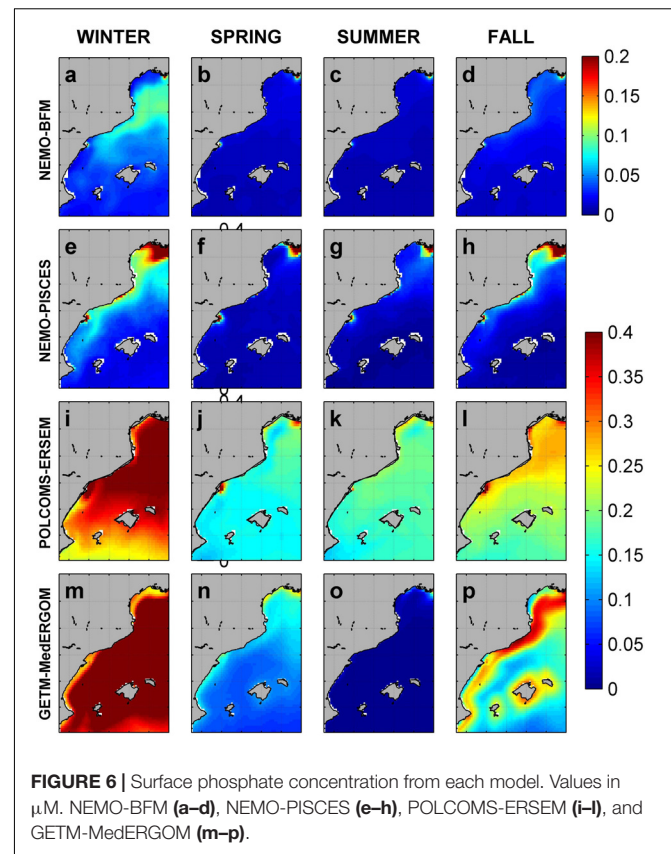 WINTER SPRING SUMMER FALL
NEMO-BFM
a b c d
0.2
0.15
0.1
0.05
0
0.4
NEMO-PISCES
e f g h
0.4
0.35
0.3
0.25
0.2
0.15
0.1
0.05
0
POLCOMS-ERSEM
i j k l
GETM-MedERGOM
m n o p
FIGURE 6 | Surface phosphate concentration from each model. Values in
μM. NEMO-BFM (a–d), NEMO-PISCES (e–h), POLCOMS-ERSEM (i–l), and
GETM-MedERGOM (m–p).